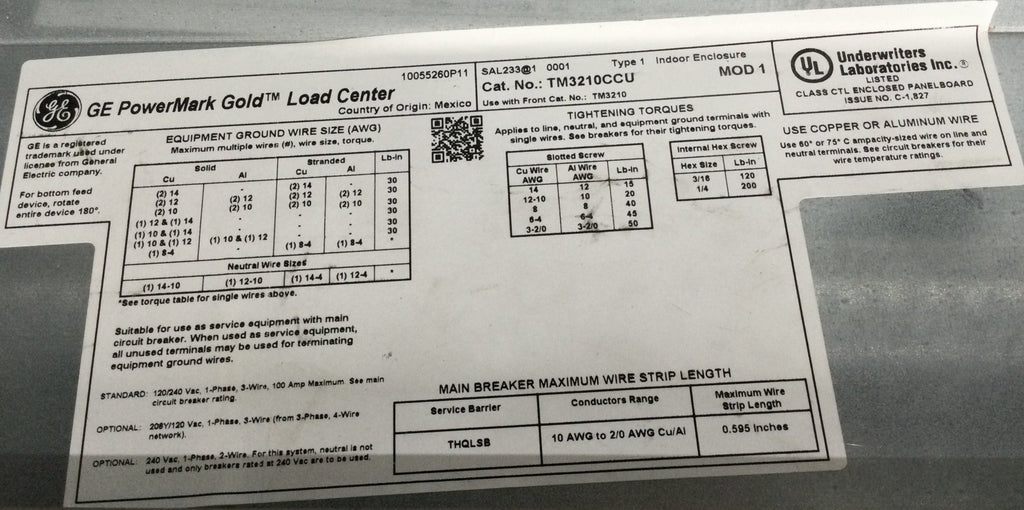 10055260P11
GE PowerMark Gold™ Load Center
Country of Origin: Mexico
SAL233@1 0001 Type 1 Indoor Enclosure
Cat. No.: TM3210CCU MOD 1
Use with Front Cat. No.: TM3210
UL Underwriters
Laboratories Inc.®
LISTED
CLASS CTL ENCLOSED PANELBOARD
ISSUE NO. C-1,827
GE is a registered
trademark used under
license from General
Electric company.
For bottom feed
device, rotate
entire device 180°.
EQUIPMENT GROUND WIRE SIZE (AWG)
Maximum multiple wires (#), wire size, torque.
Solid Stranded Lb-in
Cu Al Cu Al
(2) 14 - (2) 14 - 30
(2) 12 (2) 12 (2) 12 (2) 12 30
(2) 10 (2) 10 (2) 10 (2) 10 30
(1) 12 & (1) 14 - - - 30
(1) 10 & (1) 14 - - - 30
(1) 10 & (1) 12 (1) 10 & (1) 12 - - 30
(1) 8-4 - (1) 8-4 (1) 8-4 *
Neutral Wire Sizes
(1) 14-10 (1) 12-10 (1) 14-4 (1) 12-4 *
*See torque table for single wires above.
TIGHTENING TORQUES
Applies to line, neutral, and equipment ground terminals with
single wires. See breakers for their tightening torques.
Slotted Screw
Cu Wire AWG Al Wire AWG Lb-in
14 12 15
12-10 10 20
8 8 40
6-4 6-4 45
3-2/0 3-2/0 50
Internal Hex Screw
Hex Size Lb-in
3/16 120
1/4 200
USE COPPER OR ALUMINUM WIRE
Use 60° or 75° C ampacity-sized wire on line and
neutral terminals. See circuit breakers for their
wire temperature ratings.
Suitable for use as service equipment with main
circuit breaker. When used as service equipment,
all unused terminals may be used for terminating
equipment ground wires.
STANDARD: 120/240 Vac, 1-Phase, 3-Wire, 100 Amp Maximum. See main
circuit breaker rating.
OPTIONAL: 208Y/120 Vac, 1-Phase, 3-Wire (from 3-Phase, 4-Wire
network).
OPTIONAL: 240 Vac, 1-Phase, 2-Wire. For this system, neutral is not
used and only breakers rated at 240 Vac are to be used.
MAIN BREAKER MAXIMUM WIRE STRIP LENGTH
Service Barrier Conductors Range Maximum Wire
Strip Length
THQLSB 10 AWG to 2/0 AWG Cu/Al 0.595 Inches